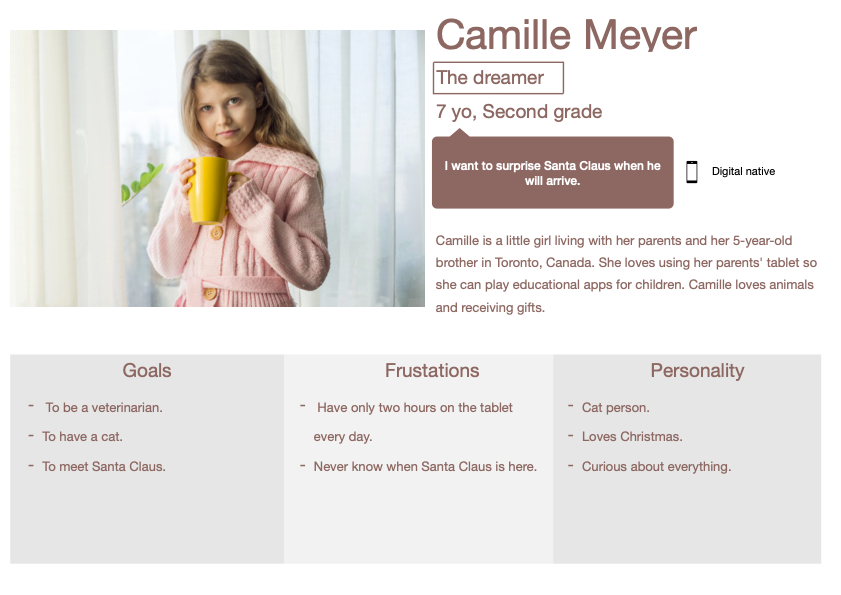 Camille Meyer
The dreamer
7 yo, Second grade
I want to surprise Santa Claus when he
will arrive.
Digital native
Camille is a little girl living with her parents and her 5-year-old
brother in Toronto, Canada. She loves using her parents' tablet so
she can play educational apps for children. Camille loves animals
and receiving gifts.
Goals
- To be a veterinarian.
- To have a cat.
- To meet Santa Claus.
Frustations
- Have only two hours on the tablet
every day.
- Never know when Santa Claus is here.
Personality
- Cat person.
- Loves Christmas.
- Curious about everything.